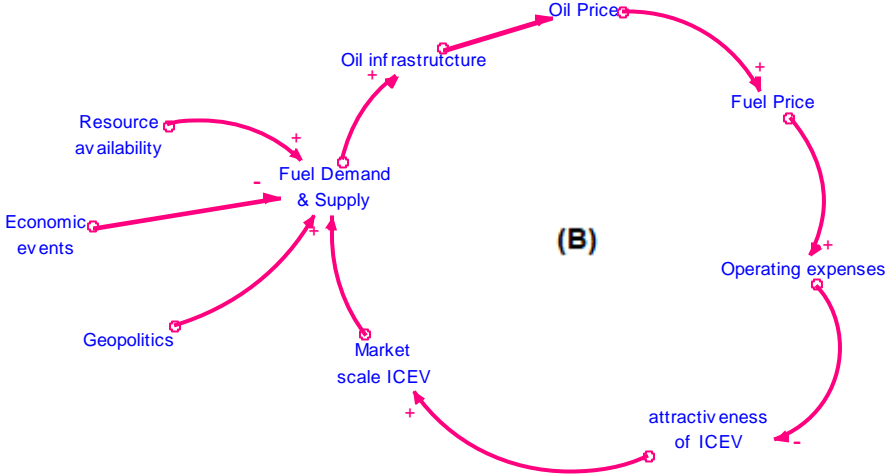 Oil Price
Oil infrastrutcture
+
+
Fuel Price
Resource
availability
+
Fuel Demand
& Supply
-
Economic
events
+
(B)
+
Operating expenses
Geopolitics
Market
scale ICEV
+
attractiveness
of ICEV
-